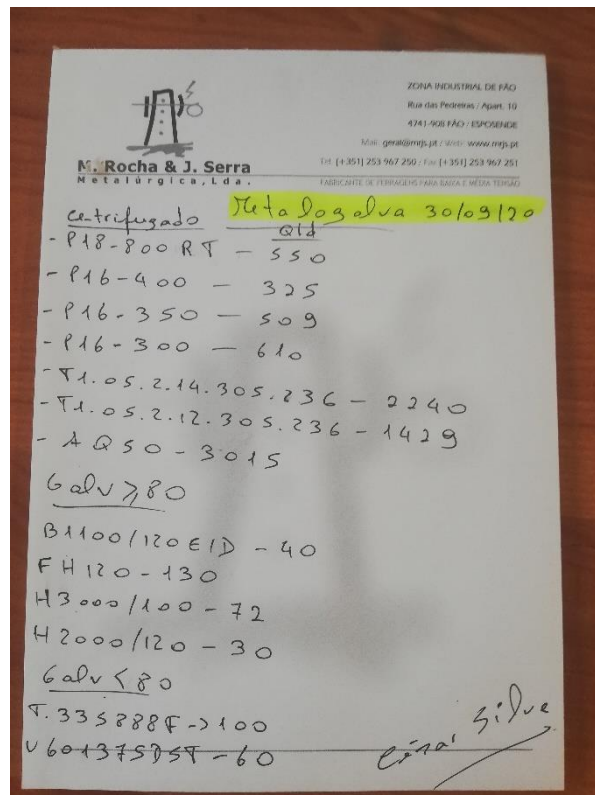 ZONA INDUSTRIAL DE FÃO
Rua das Pedreiras / Apart. 10
4741-908 FÃO / ESPOSENDE
Mail: geral@mrjs.pt / Web: www.mrjs.pt
Tel. [+351] 253 967 250 / Fax [+351] 253 967 251
FABRICANTE DE FERRAGENS PARA BAIXA E MÉDIA TENSÃO
M. Rocha & J. Serra
Metalúrgica, Lda.
Metalogalva 30/09/20
Centrifugado Qtd
- P18-800 RT - 550
- P16-400 - 325
- P16-350 - 509
- P16-300 - 610
- T1.05.2.14.305.236 - 2240
- T1.05.2.12.305.236 - 1429
- AQ50 - 3015
Galv ≥ 80
B1100/120 E/D - 40
FH120 - 130
H3000/100 - 72
H2000/120 - 30
Galv < 80
T.335888F -> 100
V601375DST - 60
César Silva